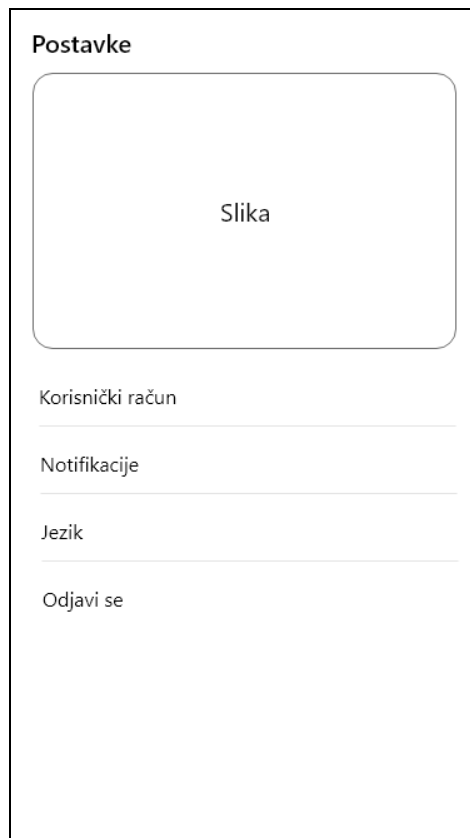 Postavke
Slika
Korisnički račun
Notifikacije
Jezik
Odjavi se